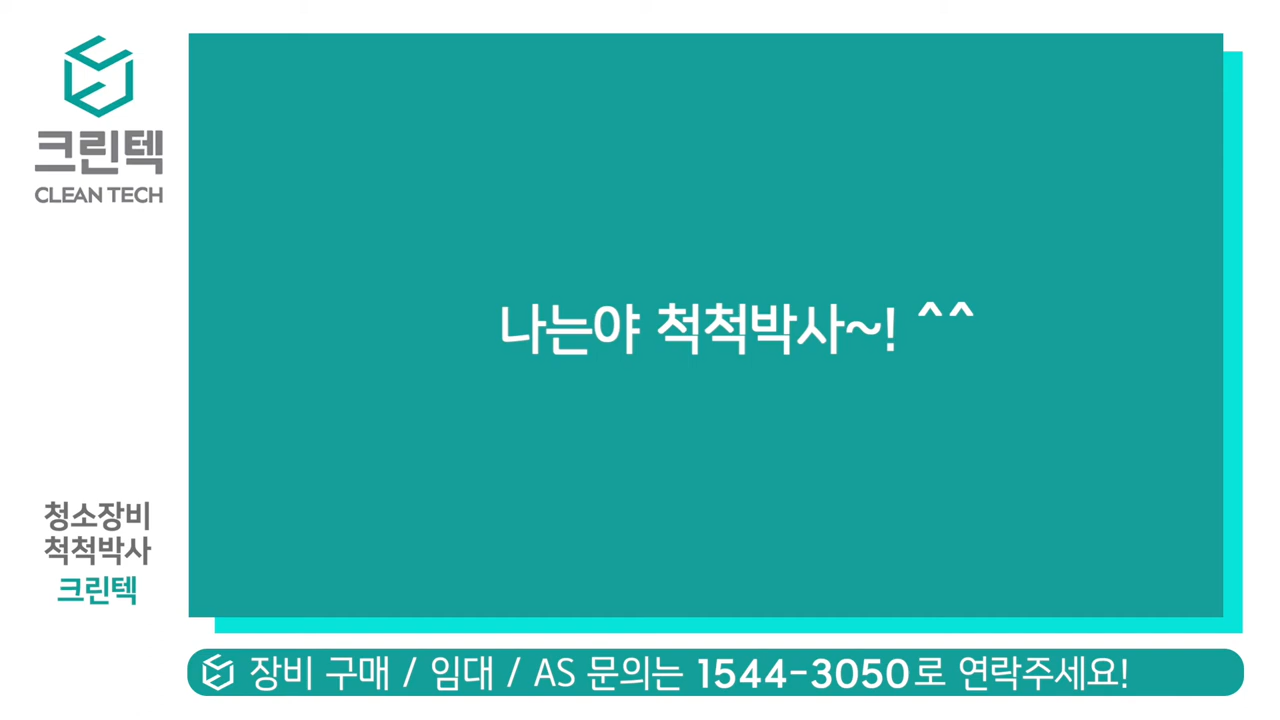 크린텍
CLEAN TECH
나는야 척척박사~! ^^
청소장비
척척박사
크린텍
장비 구매 / 임대 / AS 문의는 1544-3050로 연락주세요!